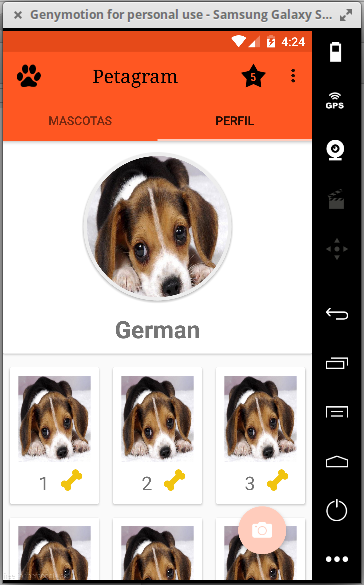 Genymotion for personal use - Samsung Galaxy S...
4:24
Petagram
5
MASCOTAS
PERFIL
GPS
German
1
2
3